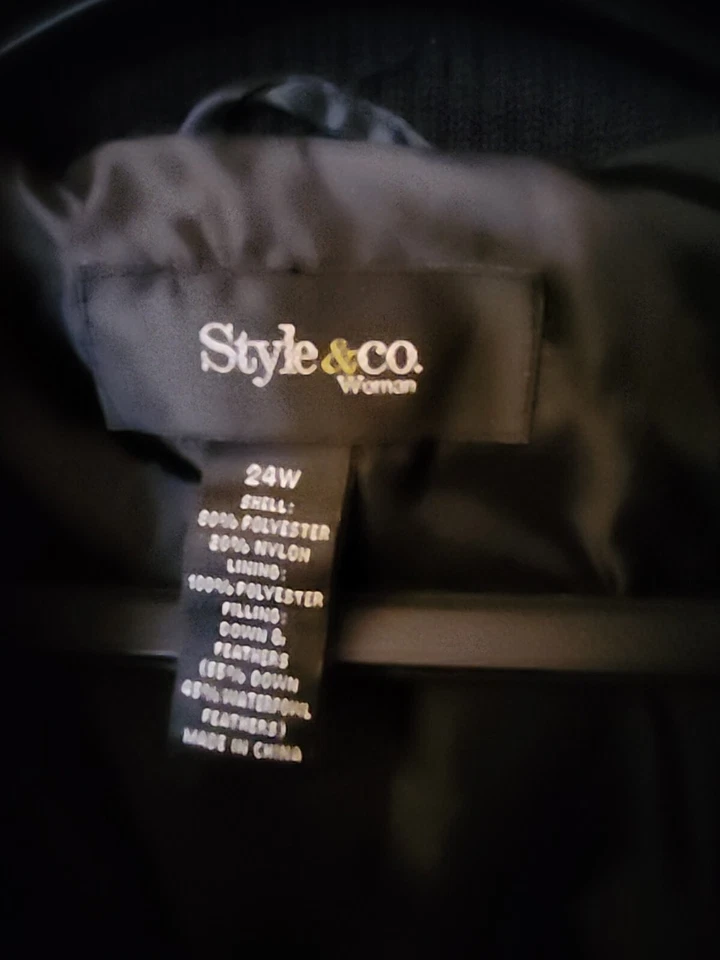 Style&co.
Woman
24W
SHELL:
80% POLYESTER
20% NYLON
LINING:
100% POLYESTER
FILLING:
DOWN &
FEATHERS
(55% DOWN
45% WATERFOWL
FEATHERS)
MADE IN CHINA